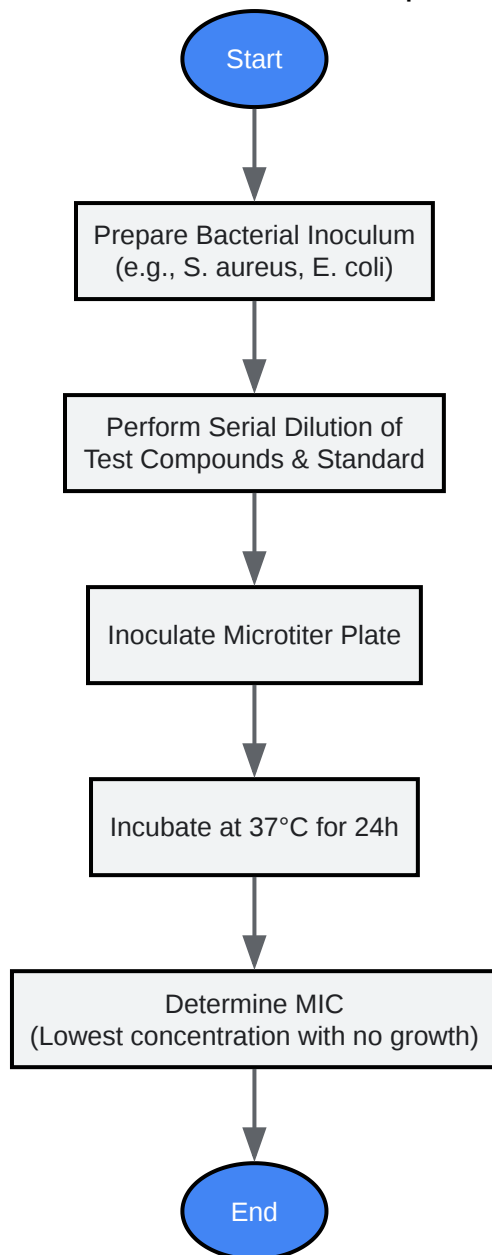 Start
Prepare Bacterial Inoculum
(e.g., S. aureus, E. coli)
Perform Serial Dilution of
Test Compounds & Standard
Inoculate Microtiter Plate
Incubate at 37°C for 24h
Determine MIC
(Lowest concentration with no growth)
End